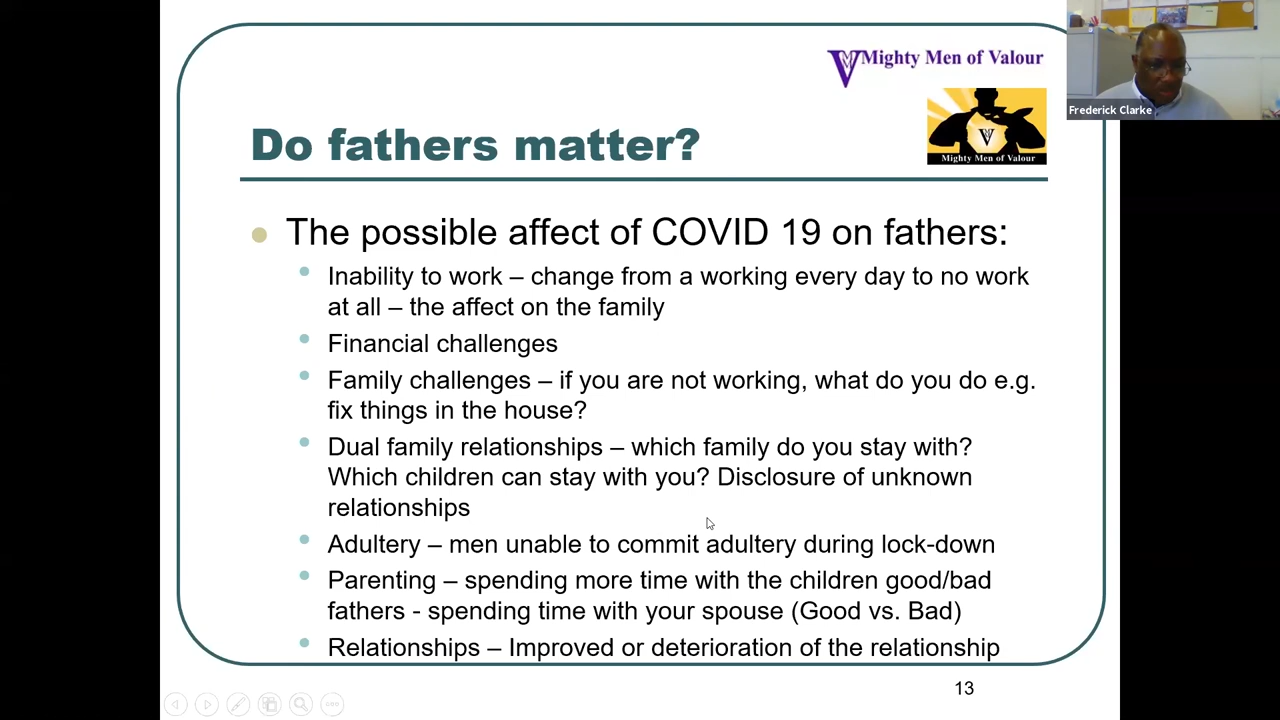 Mighty Men of Valour
Frederick Clarke
Mighty Men of Valour
Do fathers matter?
The possible affect of COVID 19 on fathers:
Inability to work – change from a working every day to no work
at all – the affect on the family
Financial challenges
Family challenges – if you are not working, what do you do e.g.
fix things in the house?
Dual family relationships – which family do you stay with?
Which children can stay with you? Disclosure of unknown
relationships
Adultery – men unable to commit adultery during lock-down
Parenting – spending more time with the children good/bad
fathers - spending time with your spouse (Good vs. Bad)
Relationships – Improved or deterioration of the relationship
13